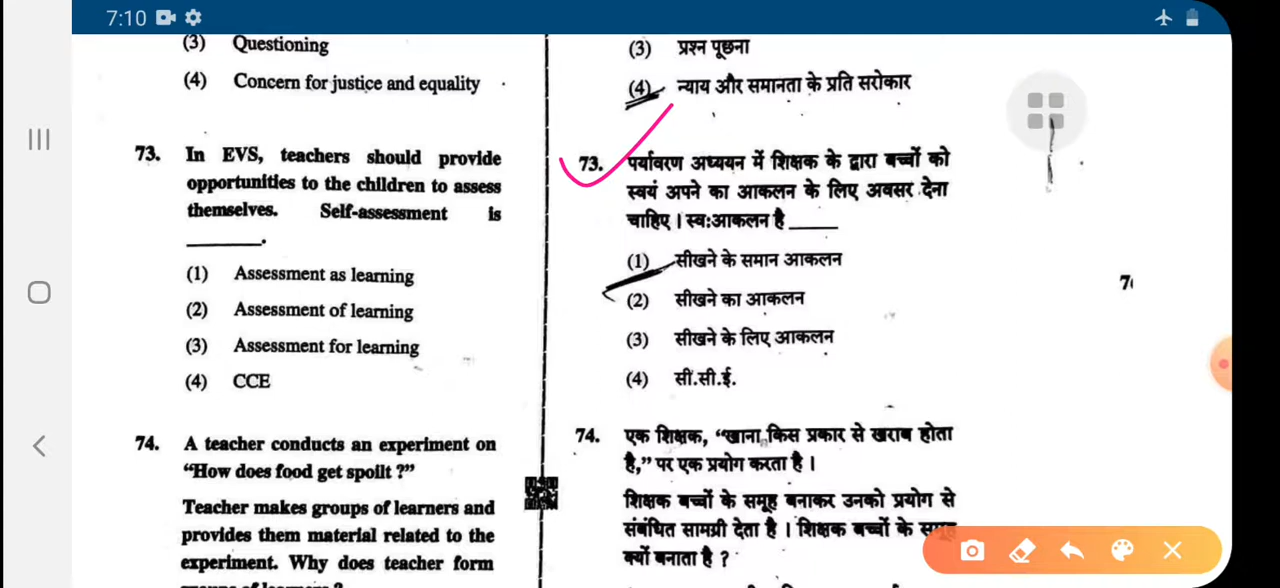 7:10
(3) Questioning
(4) Concern for justice and equality
73. In EVS, teachers should provide
opportunities to the children to assess
themselves. Self-assessment is
______.
(1) Assessment as learning
(2) Assessment of learning
(3) Assessment for learning
(4) CCE
74. A teacher conducts an experiment on
“How does food get spoilt ?”
Teacher makes groups of learners and
provides them material related to the
experiment. Why does teacher form
(3) प्रश्न पूछना
(4) न्याय और समानता के प्रति सरोकार
73. पर्यावरण अध्ययन में शिक्षक के द्वारा बच्चों को
स्वयं अपने का आकलन के लिए अवसर देना
चाहिए । स्व:आकलन है ____
(1) सीखने के समान आकलन
(2) सीखने का आकलन
(3) सीखने के लिए आकलन
(4) सी.सी.ई.
74. एक शिक्षक, “खाना किस प्रकार से खराब होता
है,” पर एक प्रयोग करता है ।
शिक्षक बच्चों के समूह बनाकर उनको प्रयोग से
संबंधित सामग्री देता है । शिक्षक बच्चों के समूह
क्यों बनाता है ?